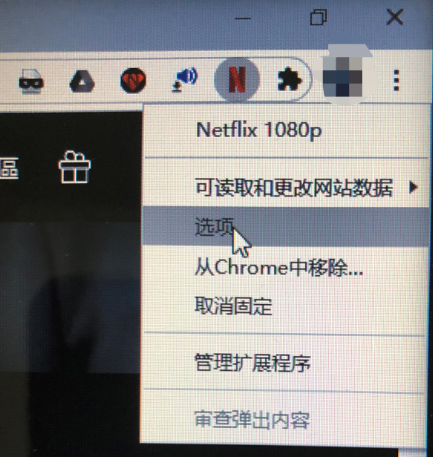 Netflix 1080p
可读取和更改网站数据
选项
从Chrome中移除...
取消固定
管理扩展程序
审查弹出内容